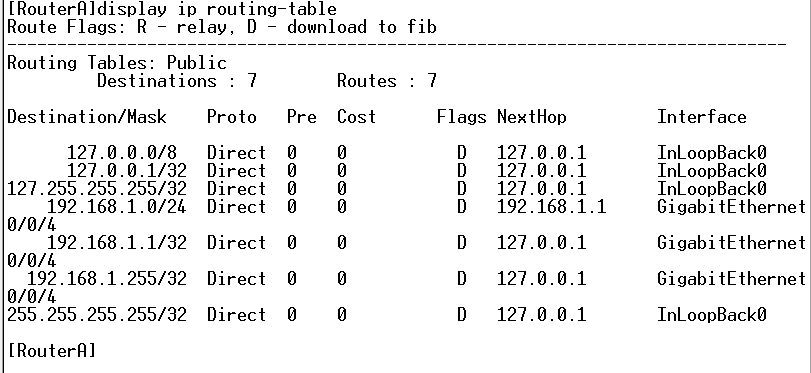 [RouterA]display ip routing-table
Route Flags: R - relay, D - download to fib
------------------------------------------------------------------------------
Routing Tables: Public
         Destinations : 7        Routes : 7
Destination/Mask    Proto   Pre  Cost         Flags NextHop         Interface
      127.0.0.0/8   Direct  0    0              D   127.0.0.1       InLoopBack0
      127.0.0.1/32  Direct  0    0              D   127.0.0.1       InLoopBack0
127.255.255.255/32  Direct  0    0              D   127.0.0.1       InLoopBack0
    192.168.1.0/24  Direct  0    0              D   192.168.1.1     GigabitEthernet
0/0/4
    192.168.1.1/32  Direct  0    0              D   127.0.0.1       GigabitEthernet
0/0/4
  192.168.1.255/32  Direct  0    0              D   127.0.0.1       GigabitEthernet
0/0/4
255.255.255.255/32  Direct  0    0              D   127.0.0.1       InLoopBack0
[RouterA]